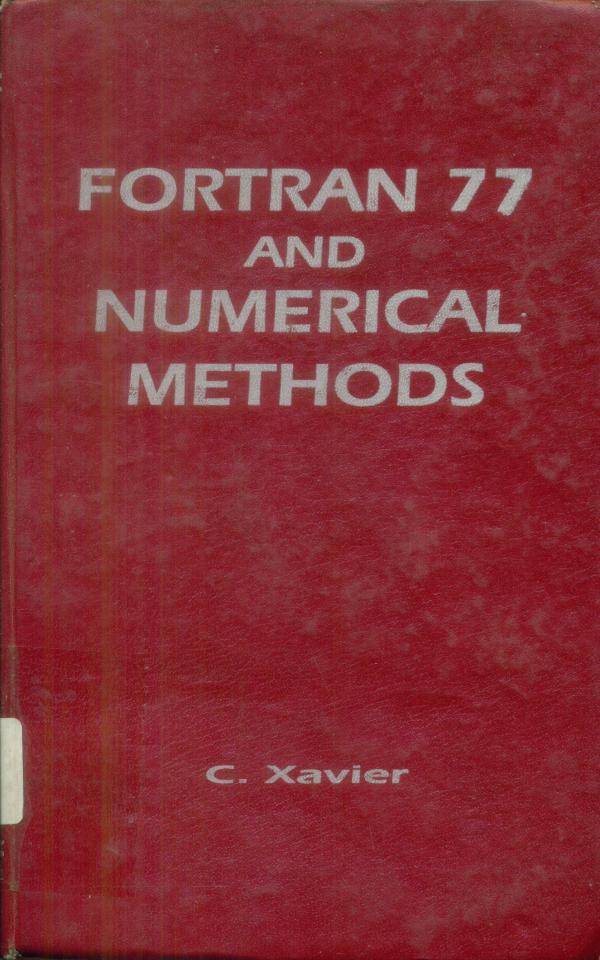 FORTRAN 77
AND
NUMERICAL
METHODS
C. Xavier